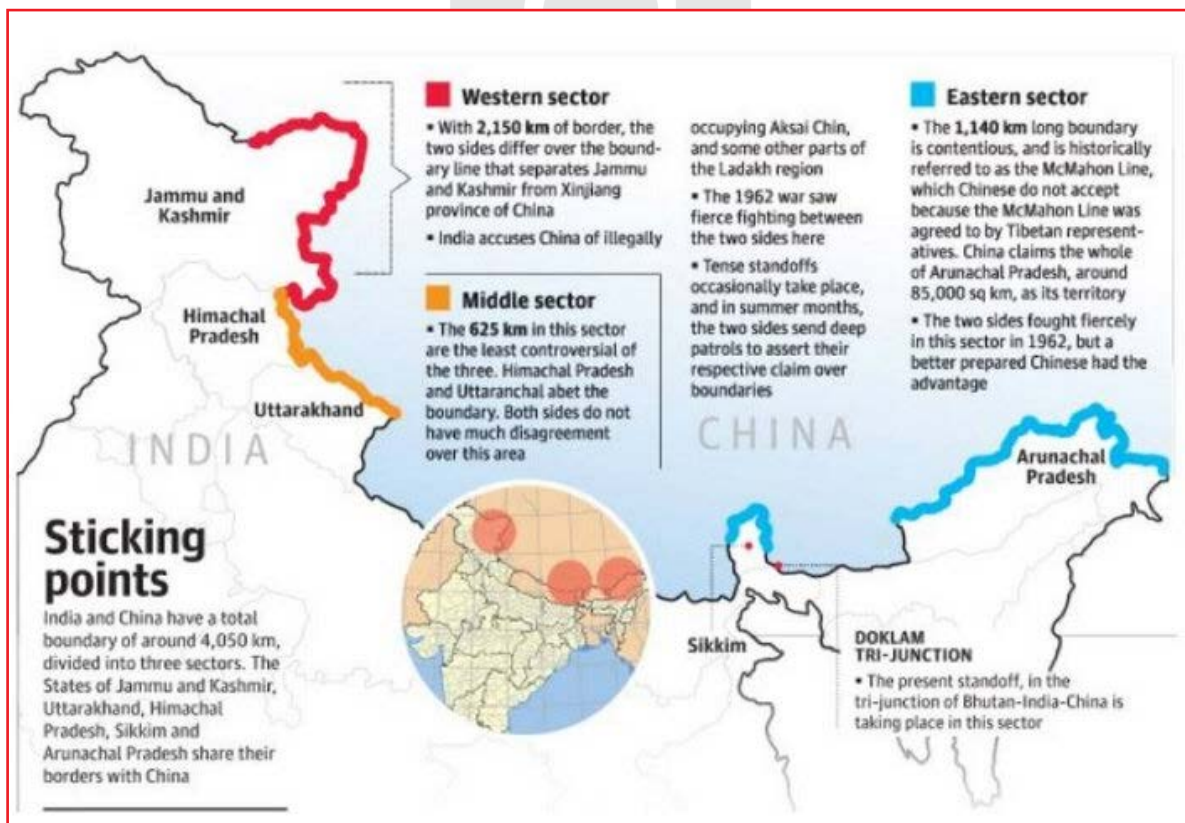 Western sector
• With 2,150 km of border, the
two sides differ over the bound-
ary line that separates Jammu
and Kashmir from Xinjiang
province of China
• India accuses China of illegally
occupying Aksai Chin,
and some other parts of
the Ladakh region
• The 1962 war saw
fierce fighting between
the two sides here
• Tense standoffs
occasionally take place,
and in summer months,
the two sides send deep
patrols to assert their
respective claim over
boundaries
Middle sector
• The 625 km in this sector
are the least controversial of
the three. Himachal Pradesh
and Uttaranchal abet the
boundary. Both sides do not
have much disagreement
over this area
Eastern sector
• The 1,140 km long boundary
is contentious, and is historically
referred to as the McMahon Line,
which Chinese do not accept
because the McMahon Line was
agreed to by Tibetan represent-
atives. China claims the whole
of Arunachal Pradesh, around
85,000 sq km, as its territory
• The two sides fought fiercely
in this sector in 1962, but a
better prepared Chinese had the
advantage
Jammu and
Kashmir
Himachal
Pradesh
Uttarakhand
INDIA
CHINA
Arunachal
Pradesh
Sikkim
Sticking
points
India and China have a total
boundary of around 4,050 km,
divided into three sectors. The
States of Jammu and Kashmir,
Uttarakhand, Himachal
Pradesh, Sikkim and
Arunachal Pradesh share their
borders with China
DOKLAM
TRI-JUNCTION
• The present standoff, in the
tri-junction of Bhutan-India-China is
taking place in this sector